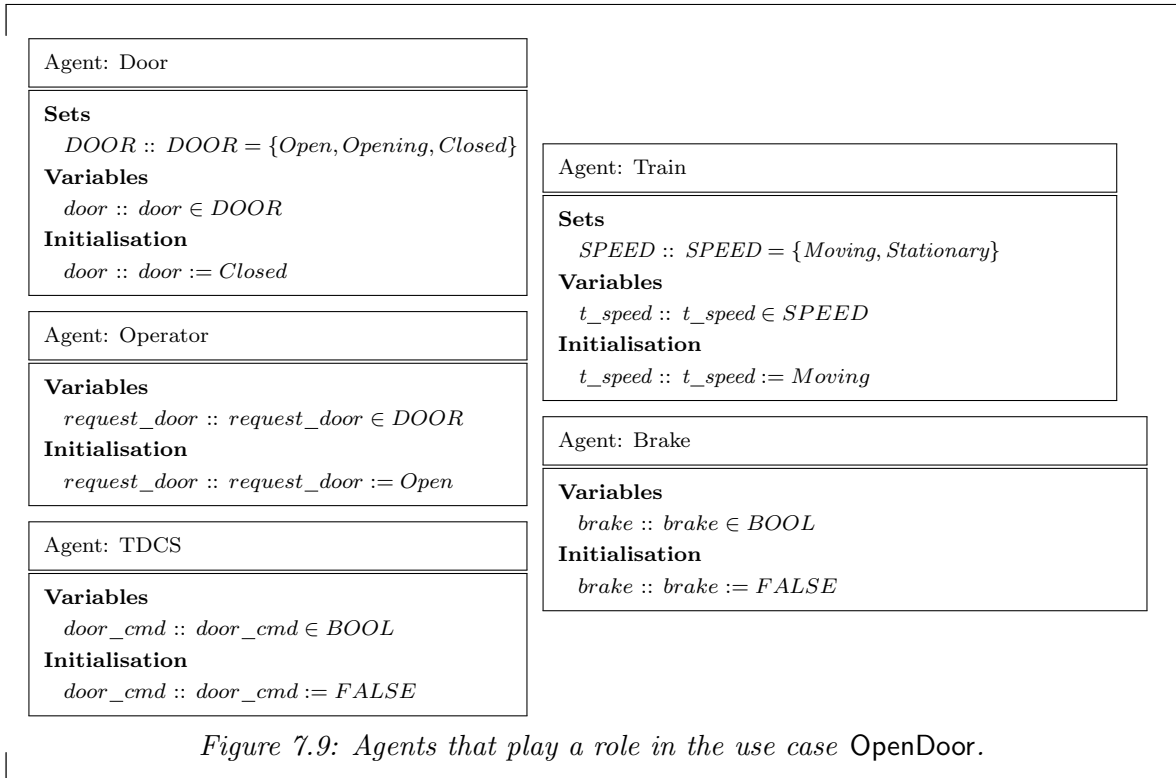 Agent: Door
Sets
DOOR :: DOOR = {Open, Opening, Closed}
Variables
door :: door ∈ DOOR
Initialisation
door :: door := Closed
Agent: Operator
Variables
request_door :: request_door ∈ DOOR
Initialisation
request_door :: request_door := Open
Agent: TDCS
Variables
door_cmd :: door_cmd ∈ BOOL
Initialisation
door_cmd :: door_cmd := FALSE
Agent: Train
Sets
SPEED :: SPEED = {Moving, Stationary}
Variables
t_speed :: t_speed ∈ SPEED
Initialisation
t_speed :: t_speed := Moving
Agent: Brake
Variables
brake :: brake ∈ BOOL
Initialisation
brake :: brake := FALSE
Figure 7.9: Agents that play a role in the use case OpenDoor.